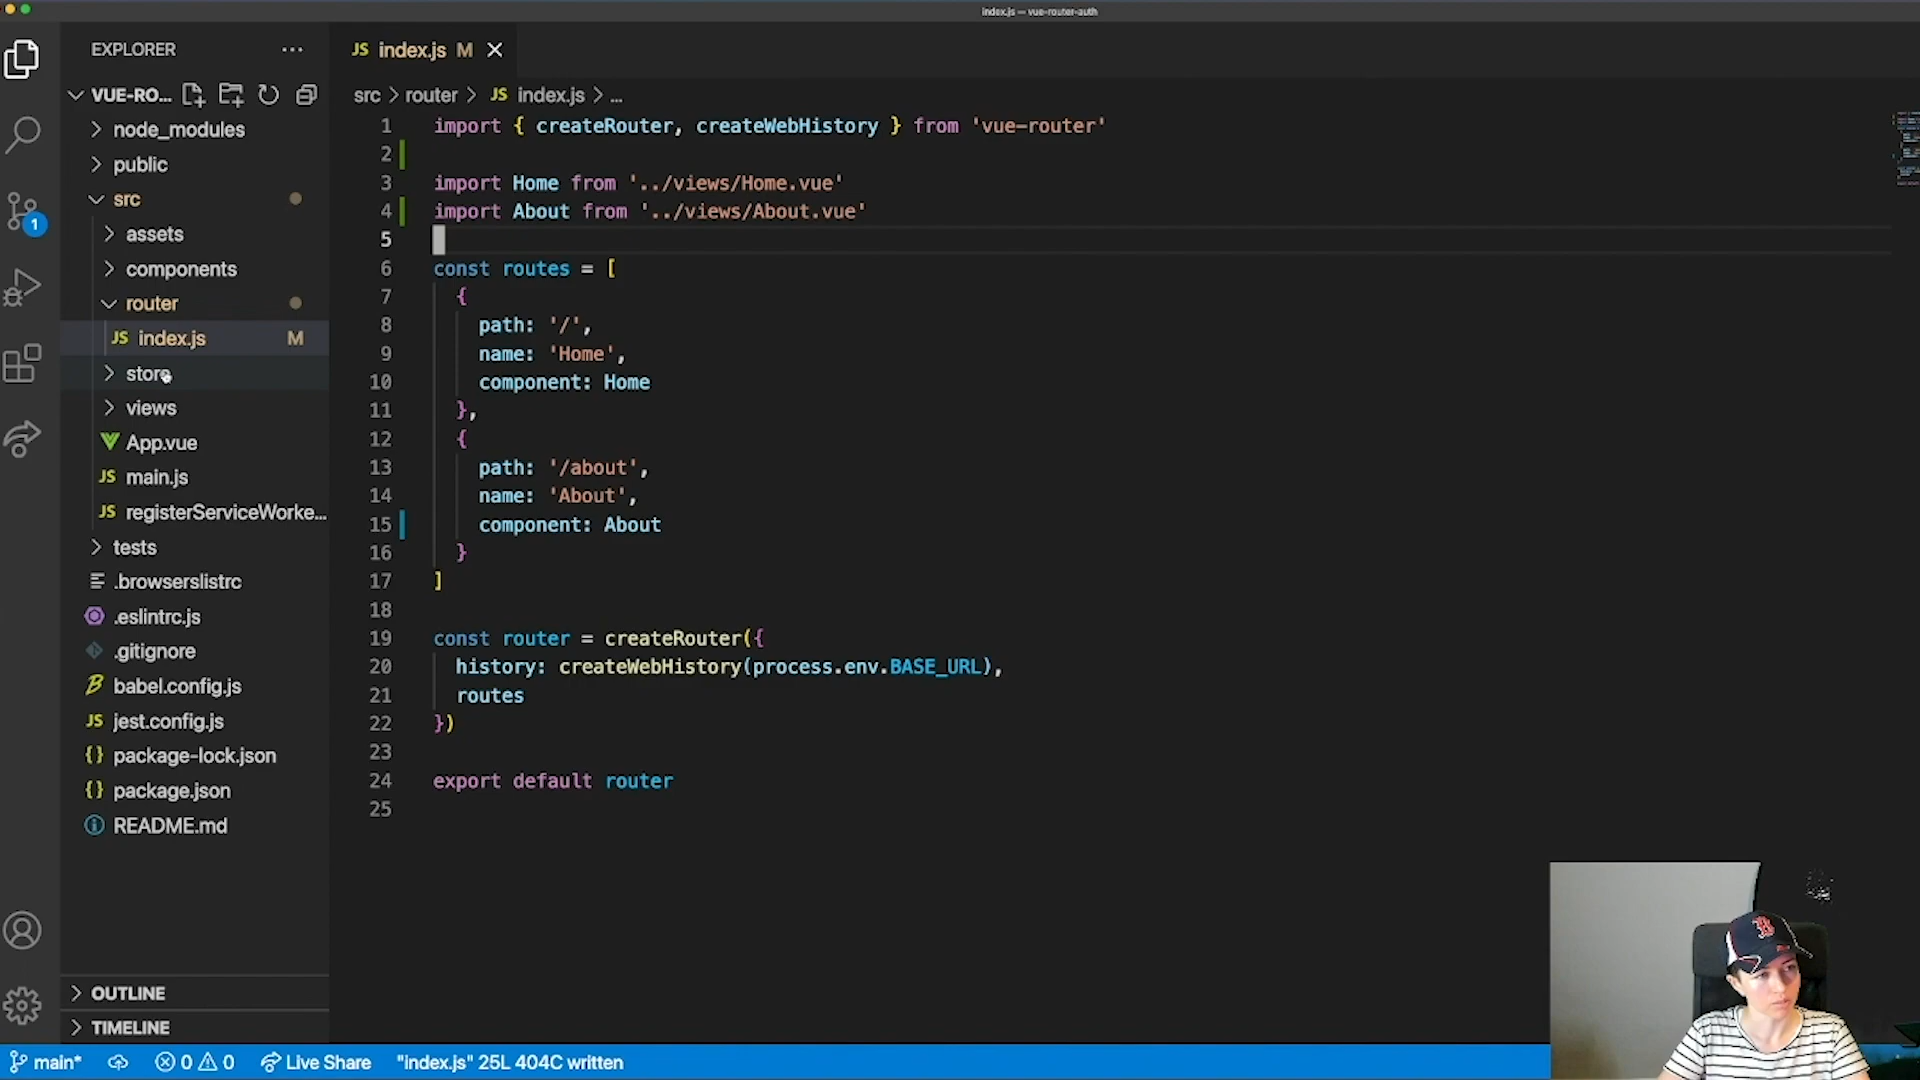 index.js — vue-router-auth
EXPLORER
VUE-RO...
node_modules
public
src
assets
components
router
JS index.js M
store
views
App.vue
JS main.js
JS registerServiceWorke...
tests
.browserslistrc
.eslintrc.js
.gitignore
babel.config.js
JS jest.config.js
{} package-lock.json
{} package.json
README.md
OUTLINE
TIMELINE
1
JS index.js M
src > router > JS index.js > ...
1 import { createRouter, createWebHistory } from 'vue-router'
2
3 import Home from '../views/Home.vue'
4 import About from '../views/About.vue'
5
6 const routes = [
7 {
8 path: '/',
9 name: 'Home',
10 component: Home
11 },
12 {
13 path: '/about',
14 name: 'About',
15 component: About
16 }
17 ]
18
19 const router = createRouter({
20 history: createWebHistory(process.env.BASE_URL),
21 routes
22 })
23
24 export default router
25
B
main* 0 0 Live Share "index.js" 25L 404C written